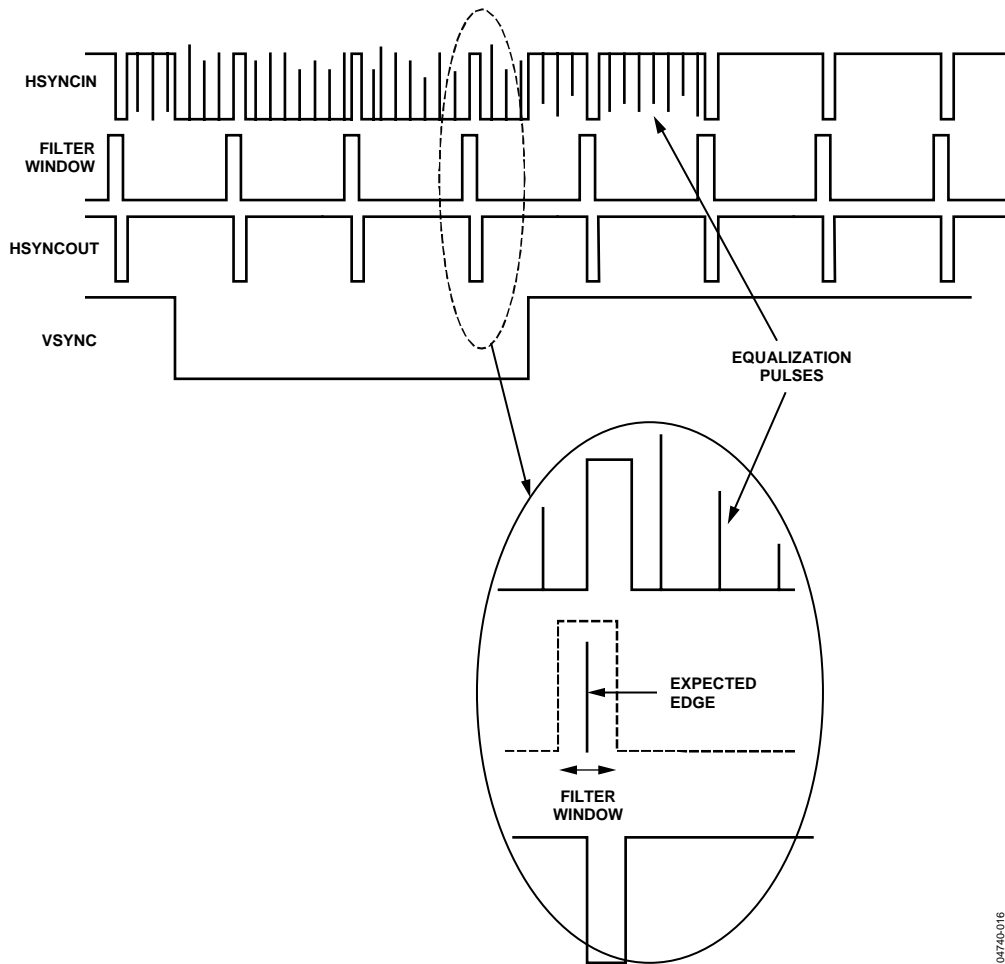 HSYNCIN
FILTER
WINDOW
HSYNCOUT
VSYNC
EQUALIZATION
PULSES
EXPECTED
EDGE
FILTER
WINDOW
04740-016